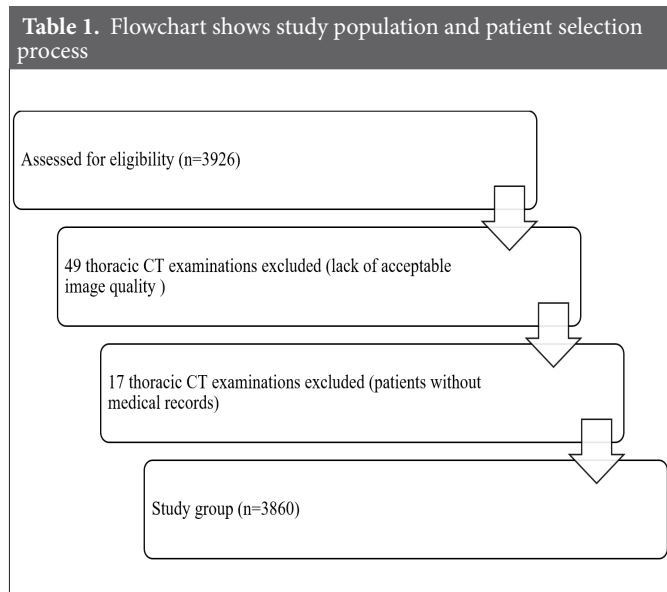 Table 1. Flowchart shows study population and patient selection
process
Assessed for eligibility (n=3926)
49 thoracic CT examinations excluded (lack of acceptable
image quality )
17 thoracic CT examinations excluded (patients without
medical records)
Study group (n=3860)